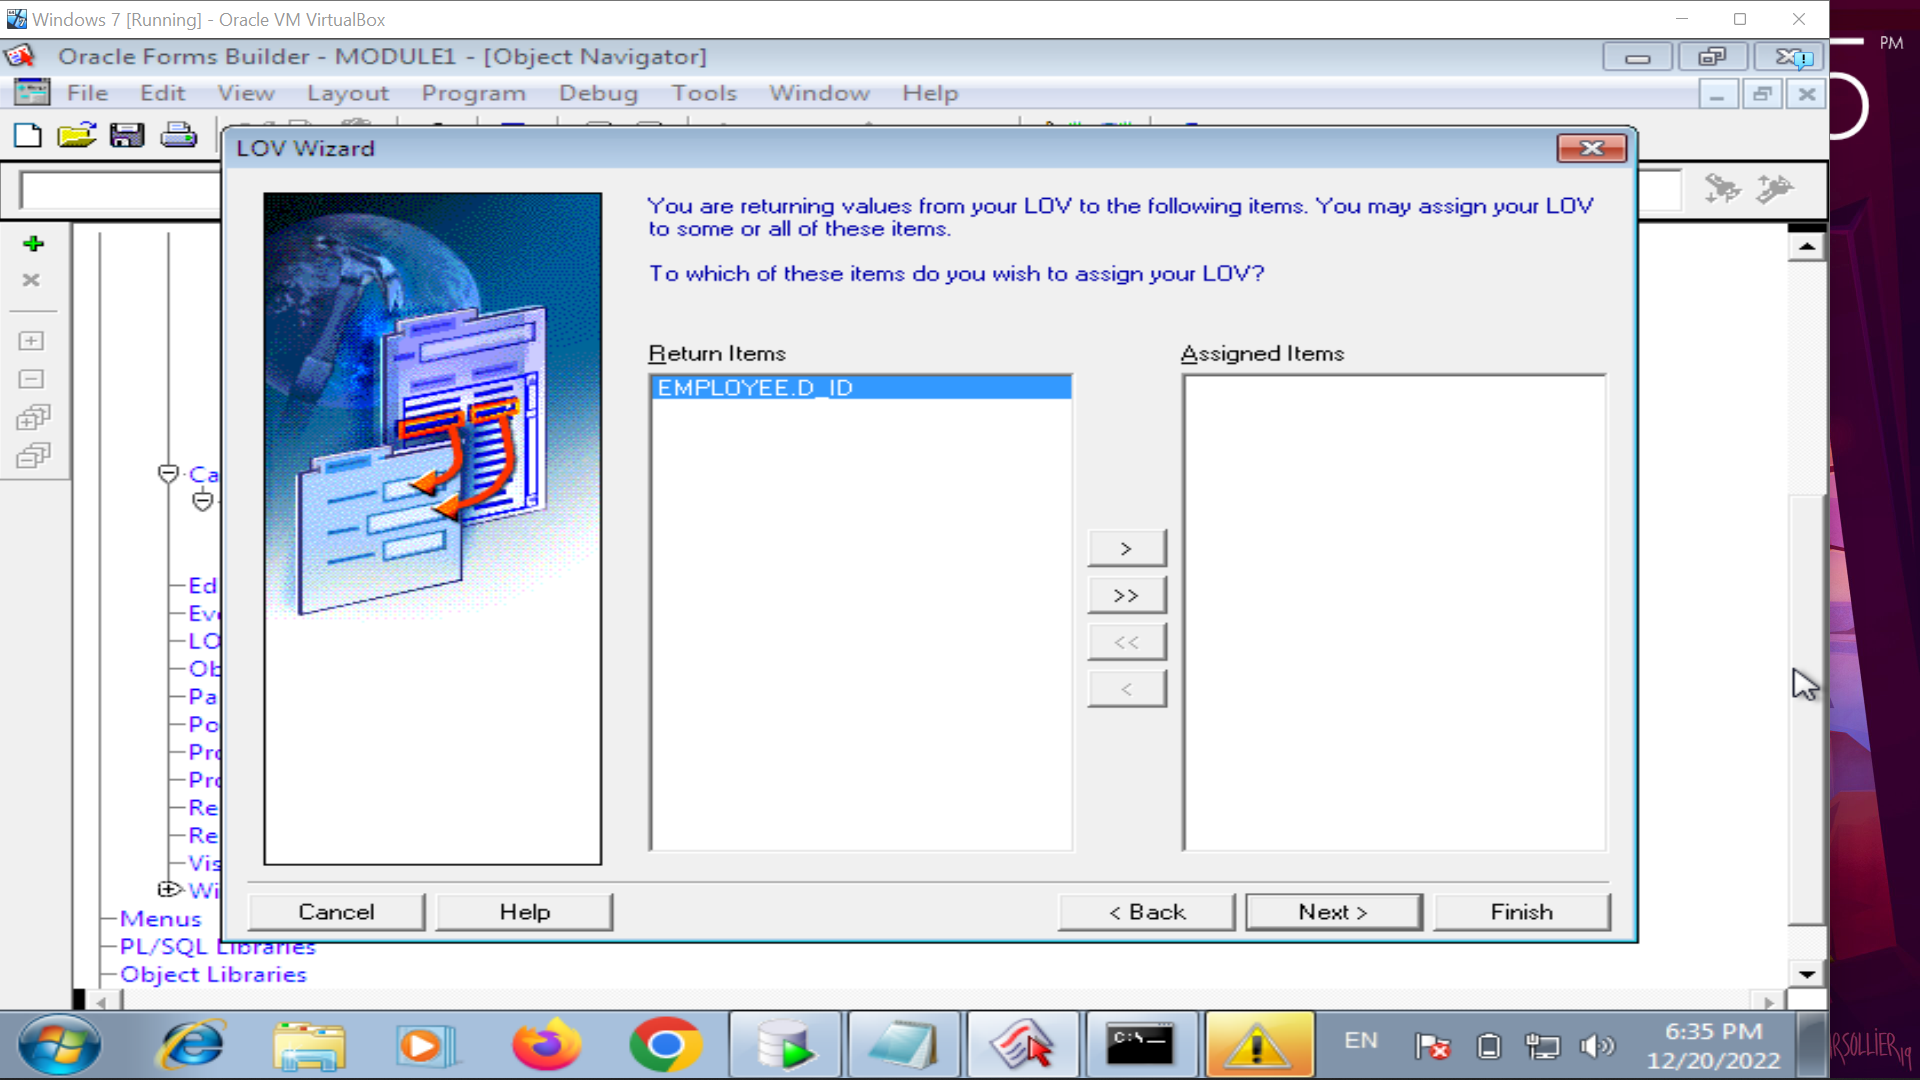 Windows 7 [Running] - Oracle VM VirtualBox
PM
Oracle Forms Builder - MODULE1 - [Object Navigator]
File Edit View Layout Program Debug Tools Window Help
LOV Wizard
You are returning values from your LOV to the following items. You may assign your LOV
to some or all of these items.
To which of these items do you wish to assign your LOV?
Return Items
Assigned Items
EMPLOYEE.D_ID
>
>>
<<
<
Ca
Ed
Eve
LO
Ob
Pa
Po
Pro
Pro
Re
Re
Vis
Wi
Menus
PL/SQL Libraries
Object Libraries
Cancel
Help
< Back
Next >
Finish
C:\_
EN
6:35 PM
12/20/2022